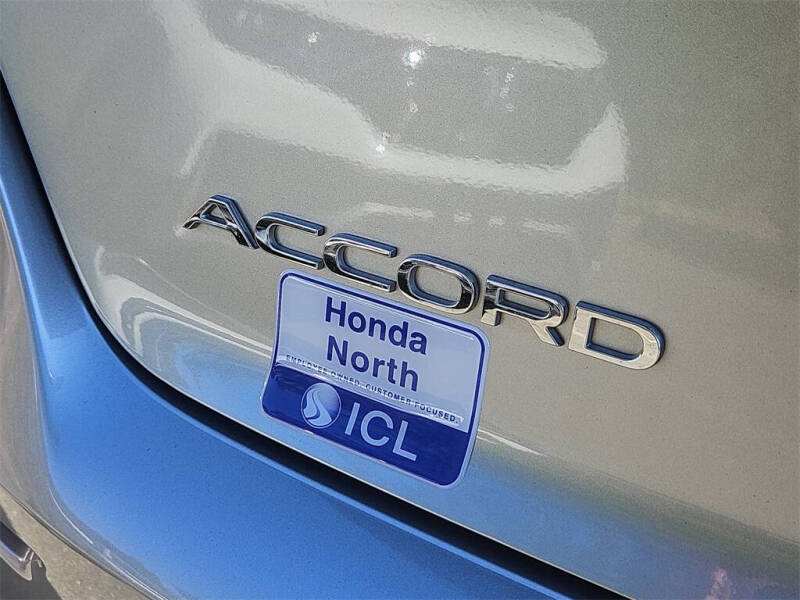 ACCORD
Honda
North
EMPLOYEE OWNED. CUSTOMER FOCUSED.
ICL